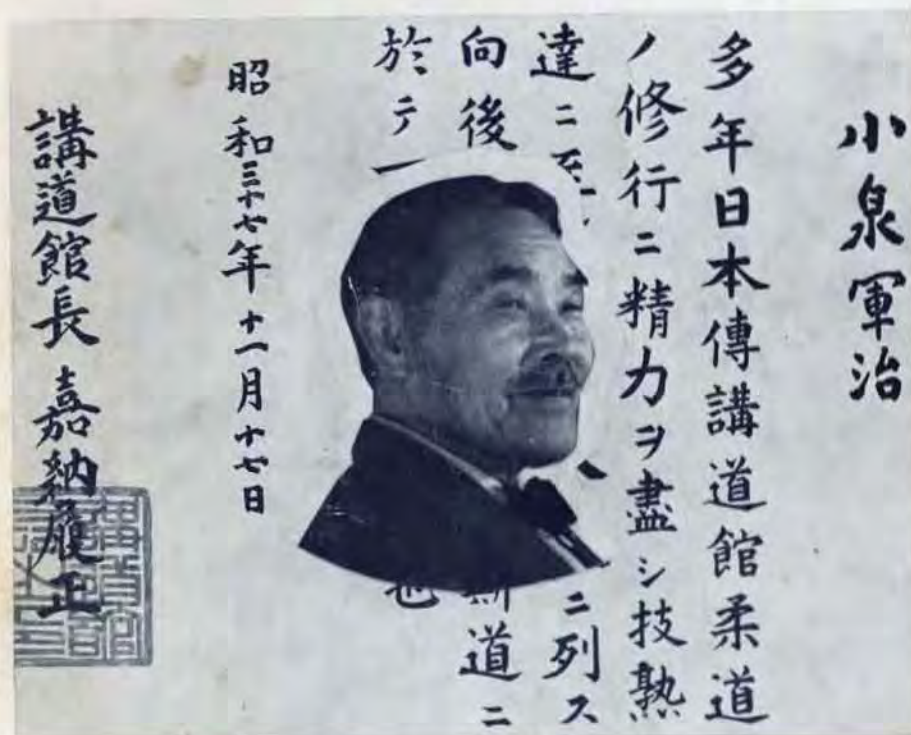 小泉軍治
多年日本傳講道館柔道
ノ修行ニ精力ヲ盡シ技熟
達ニ ニ列ス
向後 斯道ニ
於テ 也
昭和三十七年十一月十七日
講道館長 嘉納履正